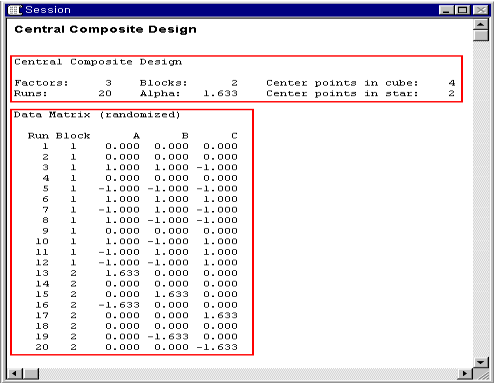 Session
Central Composite Design
Central Composite Design
Factors: 3 Blocks: 2 Center points in cube: 4
Runs: 20 Alpha: 1.633 Center points in star: 2
Data Matrix (randomized)
Run Block A B C
1 1 0.000 0.000 0.000
2 1 0.000 0.000 0.000
3 1 1.000 1.000 -1.000
4 1 0.000 0.000 0.000
5 1 -1.000 -1.000 -1.000
6 1 1.000 1.000 1.000
7 1 -1.000 1.000 -1.000
8 1 1.000 -1.000 -1.000
9 1 0.000 0.000 0.000
10 1 1.000 -1.000 1.000
11 1 -1.000 1.000 1.000
12 1 -1.000 -1.000 1.000
13 2 1.633 0.000 0.000
14 2 0.000 0.000 0.000
15 2 0.000 1.633 0.000
16 2 -1.633 0.000 0.000
17 2 0.000 0.000 1.633
18 2 0.000 0.000 0.000
19 2 0.000 -1.633 0.000
20 2 0.000 0.000 -1.633